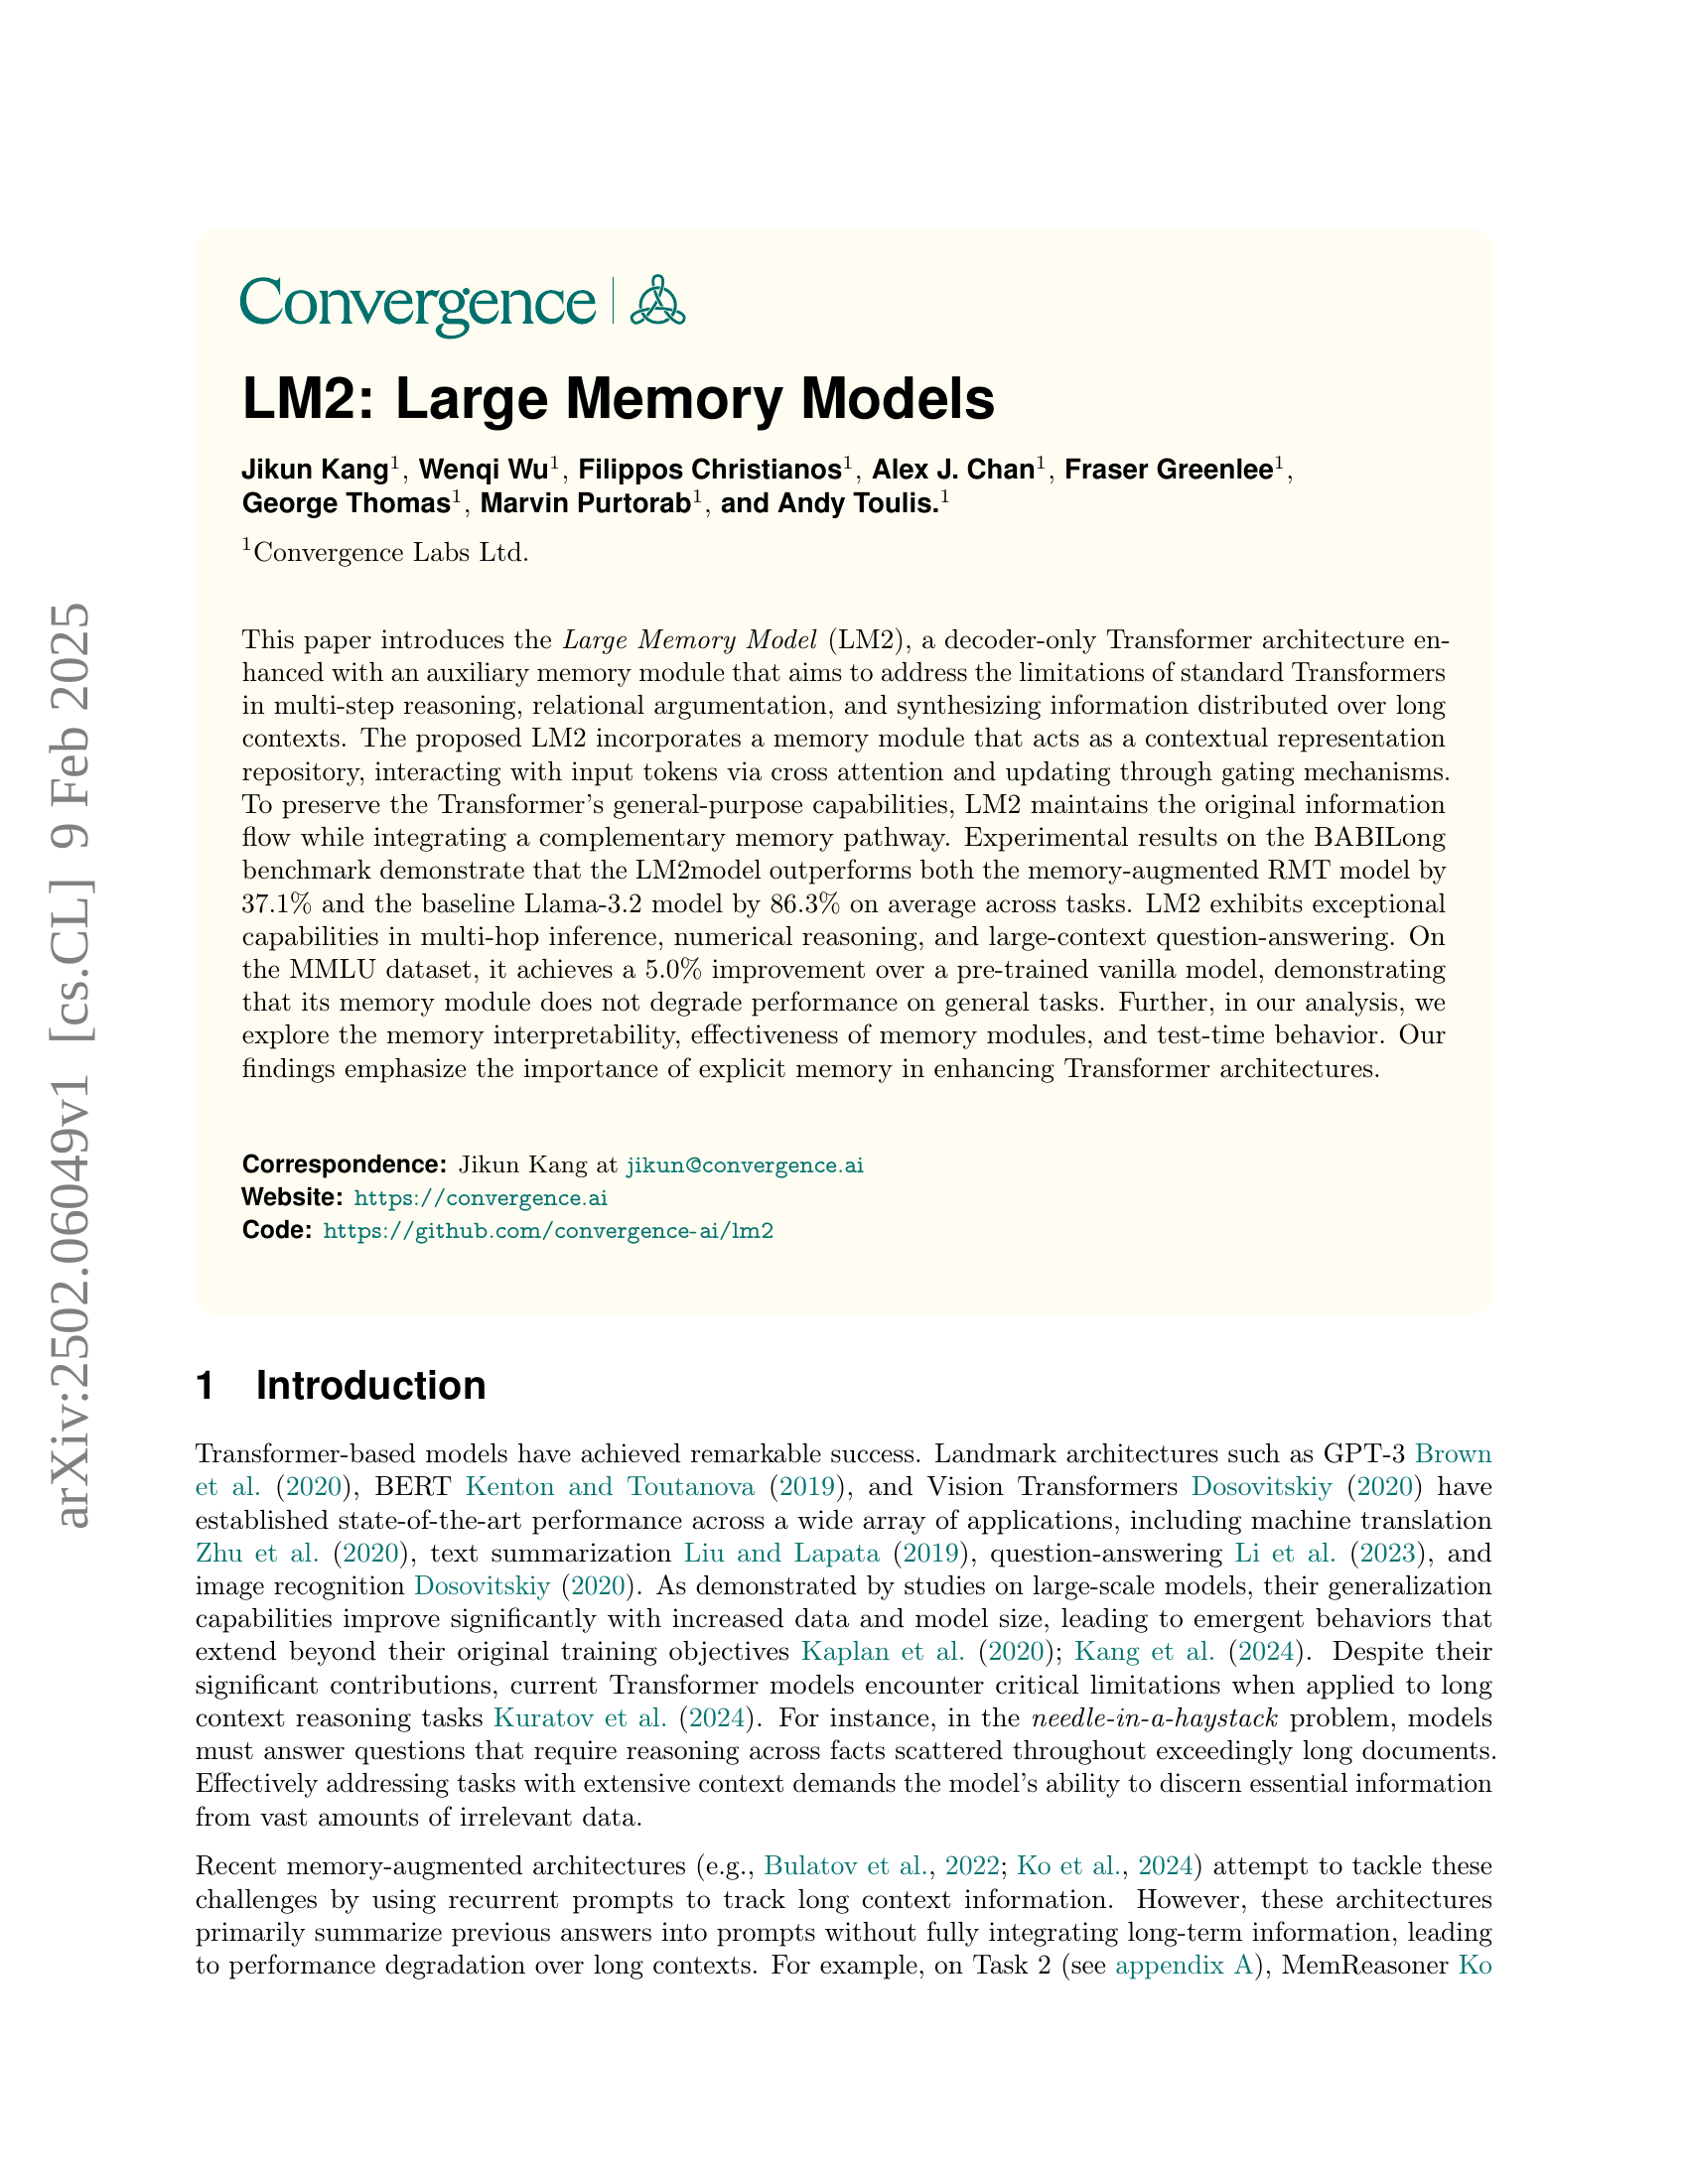 arXiv:2502.06049v1 [cs.CL] 9 Feb 2025
Convergence
LM2: Large Memory Models
Jikun Kang1, Wenqi Wu1, Filippos Christianos1, Alex J. Chan1, Fraser Greenlee1,
George Thomas1, Marvin Purtorab1, and Andy Toulis.1
1Convergence Labs Ltd.
This paper introduces the Large Memory Model (LM2), a decoder-only Transformer architecture en-
hanced with an auxiliary memory module that aims to address the limitations of standard Transformers
in multi-step reasoning, relational argumentation, and synthesizing information distributed over long
contexts. The proposed LM2 incorporates a memory module that acts as a contextual representation
repository, interacting with input tokens via cross attention and updating through gating mechanisms.
To preserve the Transformer's general-purpose capabilities, LM2 maintains the original information
flow while integrating a complementary memory pathway. Experimental results on the BABILong
benchmark demonstrate that the LM2model outperforms both the memory-augmented RMT model by
37.1% and the baseline Llama-3.2 model by 86.3% on average across tasks. LM2 exhibits exceptional
capabilities in multi-hop inference, numerical reasoning, and large-context question-answering. On
the MMLU dataset, it achieves a 5.0% improvement over a pre-trained vanilla model, demonstrating
that its memory module does not degrade performance on general tasks. Further, in our analysis, we
explore the memory interpretability, effectiveness of memory modules, and test-time behavior. Our
findings emphasize the importance of explicit memory in enhancing Transformer architectures.
Correspondence: Jikun Kang at jikun@convergence.ai
Website: https://convergence.ai
Code: https://github.com/convergence-ai/lm2
1 Introduction
Transformer-based models have achieved remarkable success. Landmark architectures such as GPT-3 Brown
et al. (2020), BERT Kenton and Toutanova (2019), and Vision Transformers Dosovitskiy (2020) have
established state-of-the-art performance across a wide array of applications, including machine translation
Zhu et al. (2020), text summarization Liu and Lapata (2019), question-answering Li et al. (2023), and
image recognition Dosovitskiy (2020). As demonstrated by studies on large-scale models, their generalization
capabilities improve significantly with increased data and model size, leading to emergent behaviors that
extend beyond their original training objectives Kaplan et al. (2020); Kang et al. (2024). Despite their
significant contributions, current Transformer models encounter critical limitations when applied to long
context reasoning tasks Kuratov et al. (2024). For instance, in the needle-in-a-haystack problem, models
must answer questions that require reasoning across facts scattered throughout exceedingly long documents.
Effectively addressing tasks with extensive context demands the model's ability to discern essential information
from vast amounts of irrelevant data.
Recent memory-augmented architectures (e.g., Bulatov et al., 2022; Ko et al., 2024) attempt to tackle these
challenges by using recurrent prompts to track long context information. However, these architectures
primarily summarize previous answers into prompts without fully integrating long-term information, leading
to performance degradation over long contexts. For example, on Task 2 (see appendix A), MemReasoner Ko